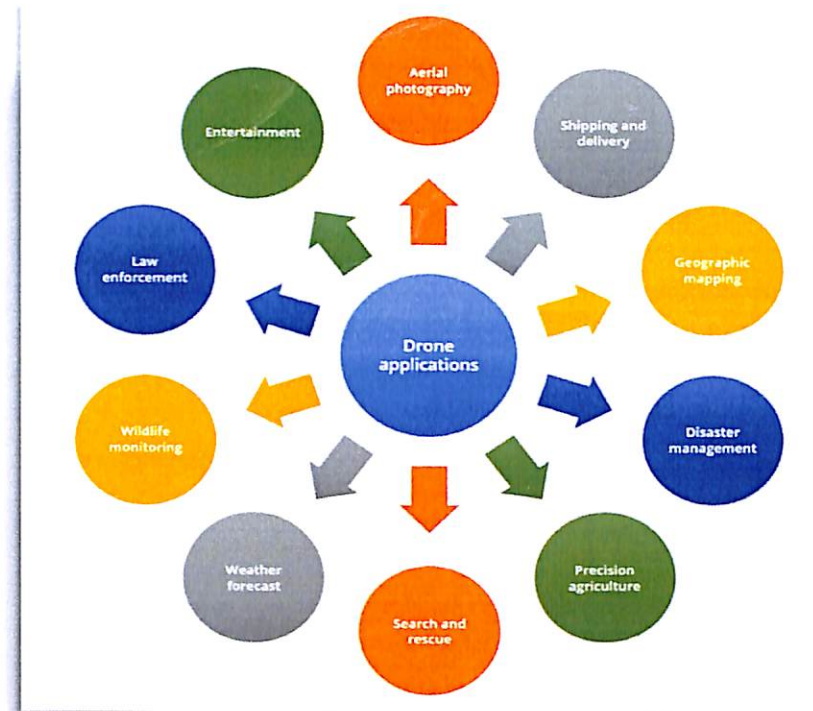 Aerial
photography
Shipping and
delivery
Geographic
mapping
Disaster
management
Precision
agriculture
Search and
rescue
Weather
forecast
Wildlife
monitoring
Law
enforcement
Entertainment
Drone
applications